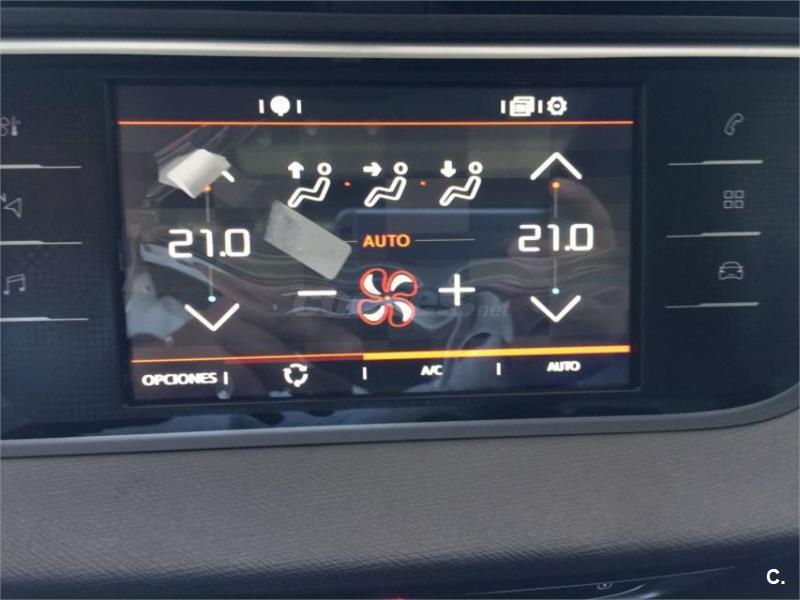 21.0
21.0
AUTO
OPCIONES
A/C
AUTO
C.